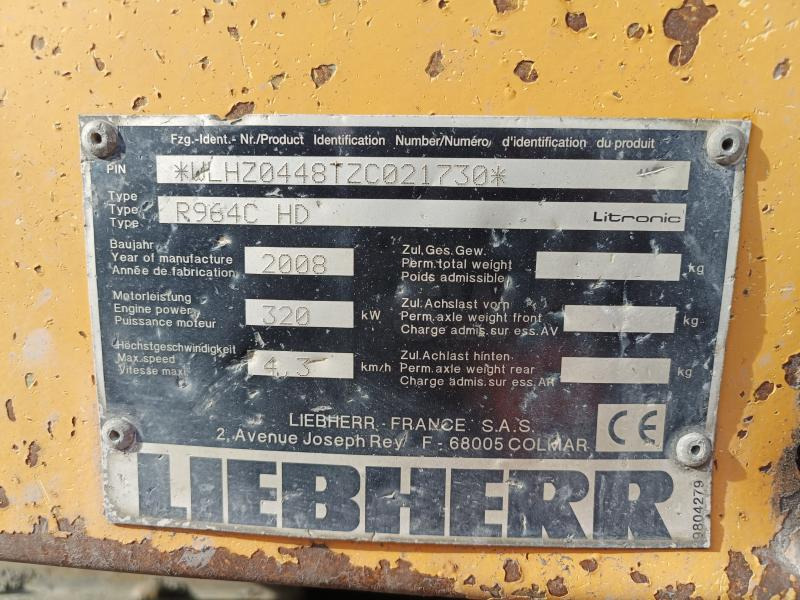 Fzg.-Ident.- Nr./Product Identification Number/Numéro d'identification du produit
PIN *WLHZ0448TZC021730*
Type
Type R964C HD Litronic
Type
Baujahr
Year of manufacture 2008
Année de fabrication
Zul.Ges.Gew.
Perm.total weight kg
Poids admissible
Motorleistung
Engine power 320 kW
Puissance moteur
Zul.Achslast vorn
Perm.axle weight front kg
Charge admis.sur ess.AV
Höchstgeschwindigkeit
Max.speed 4,3 km/h
Vitesse maxi
Zul.Achlast hinten
Perm.axle weight rear kg
Charge admis.sur ess.AR
LIEBHERR - FRANCE S.A.S.
2, Avenue Joseph Rey F - 68005 COLMAR
CE
LIEBHERR
9804279